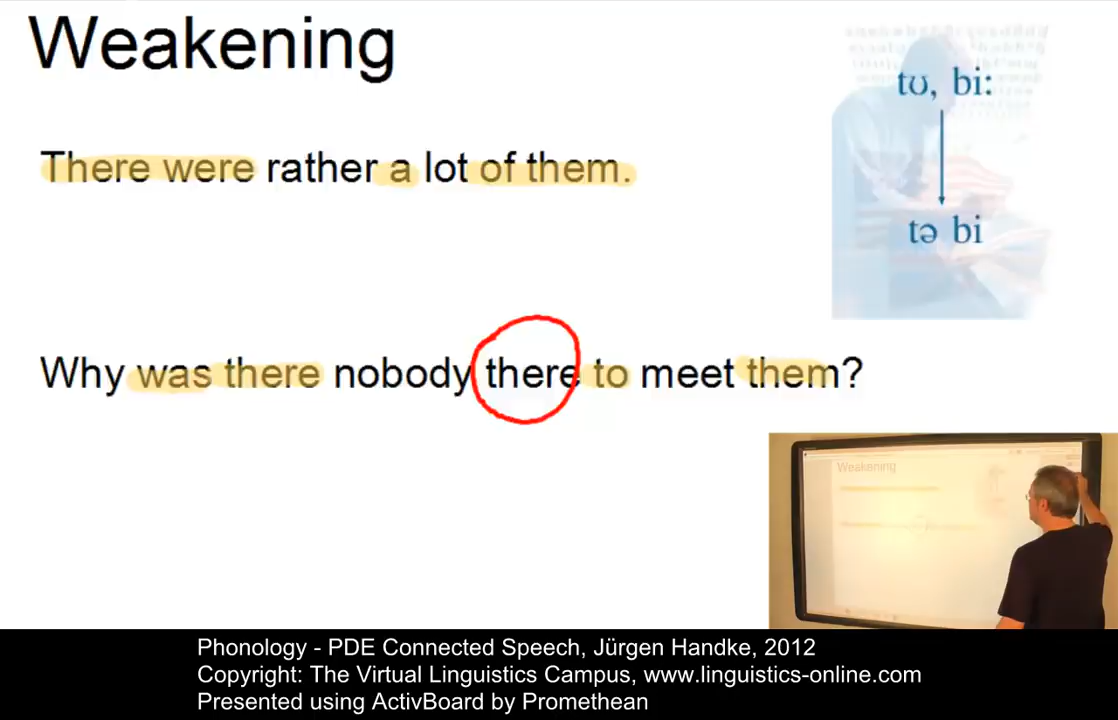 Weakening
tʊ, bi:
There were rather a lot of them.
tə bi
Why was there nobody there to meet them?
Weakening
Phonology - PDE Connected Speech, Jürgen Handke, 2012
Copyright: The Virtual Linguistics Campus, www.linguistics-online.com
Presented using ActivBoard by Promethean